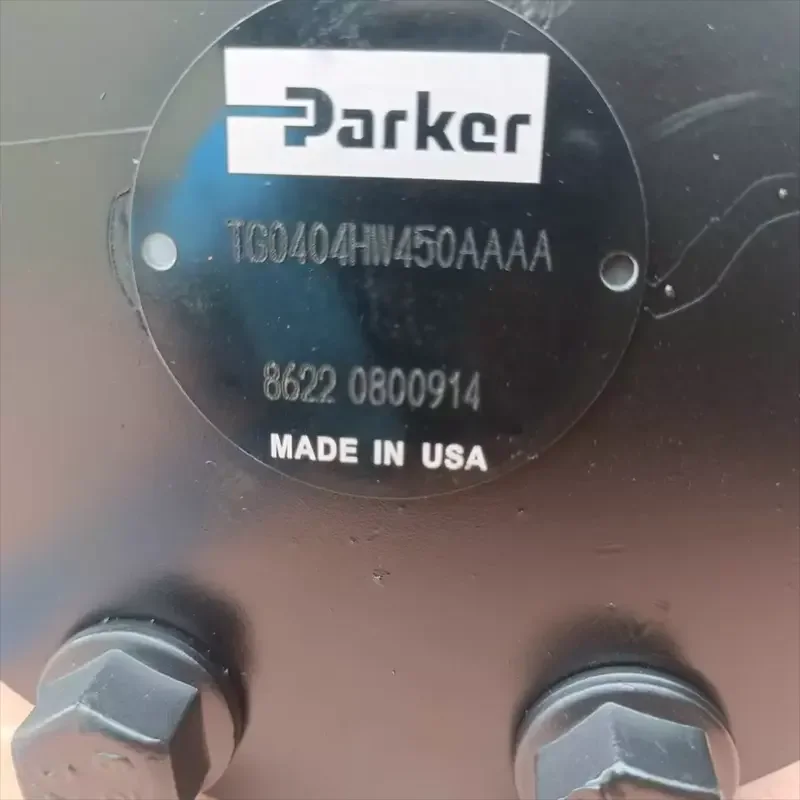 Parker
TG0404HW450AAAA
8622 0800914
MADE IN USA